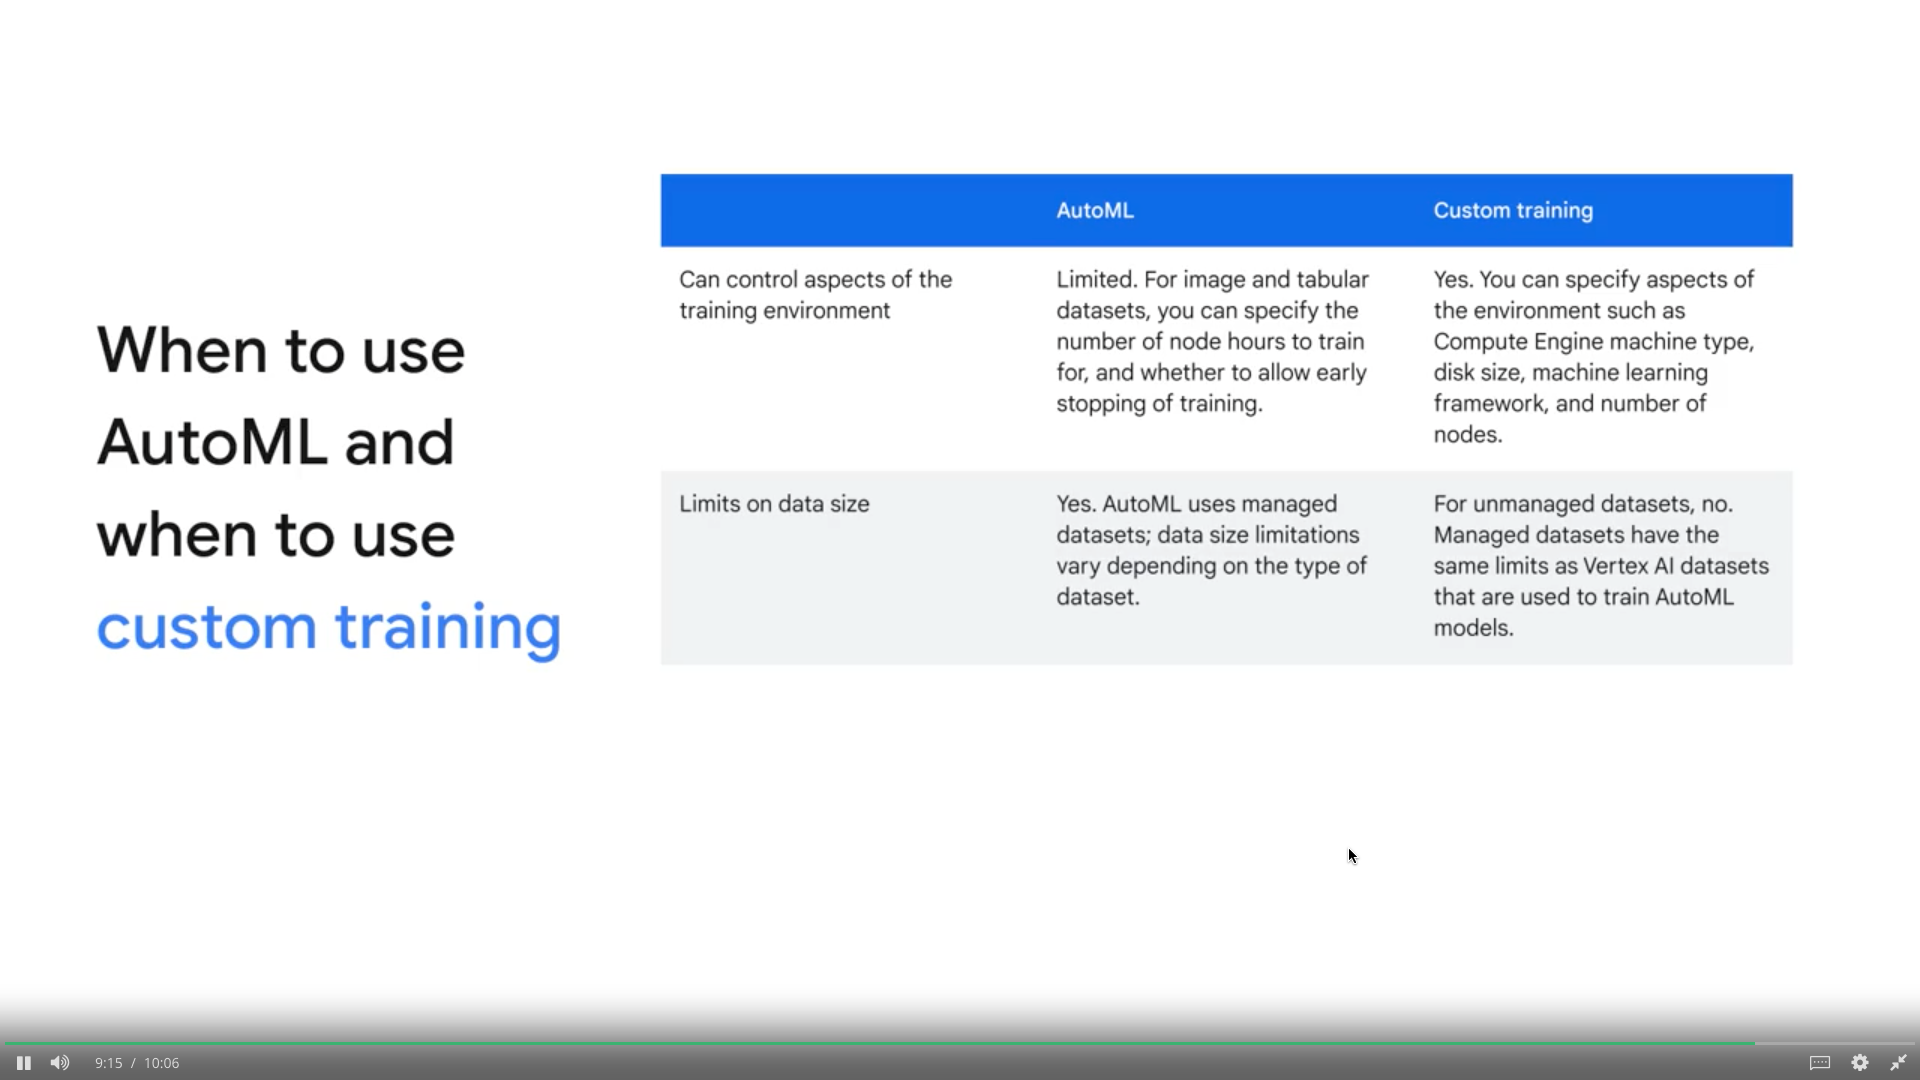 When to use
AutoML and
when to use
custom training
AutoML
Custom training
Can control aspects of the
training environment
Limited. For image and tabular
datasets, you can specify the
number of node hours to train
for, and whether to allow early
stopping of training.
Yes. You can specify aspects of
the environment such as
Compute Engine machine type,
disk size, machine learning
framework, and number of
nodes.
Limits on data size
Yes. AutoML uses managed
datasets; data size limitations
vary depending on the type of
dataset.
For unmanaged datasets, no.
Managed datasets have the
same limits as Vertex AI datasets
that are used to train AutoML
models.
9:15 / 10:06